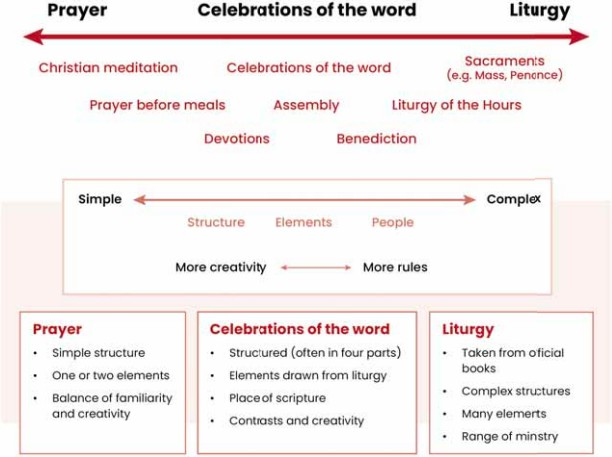 Prayer Celebrations of the word Liturgy
Christian meditation Celebrations of the word Sacraments
(e.g. Mass, Penonce)
Prayer before meals Assembly Liturgy of the Hours
Devotions Benediction
Simple Complex
Structure Elements People
More creativity More rules
Prayer
• Simple structure
• One or two elements
• Balance of familiarity
and creativity
Celebrations of the word
• Structured (often in four parts)
• Elements drawn from liturgy
• Place of scripture
• Contrasts and creativity
Liturgy
• Taken from oficial
books
• Complex structures
• Many elemerts
• Range of minstry